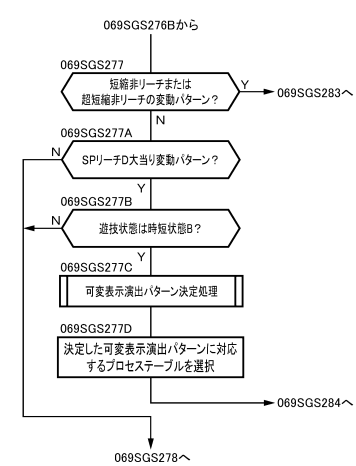 069SGS276Bから
069SGS277
短縮非リーチまたは
超短縮非リーチの変動パターン？
Y
069SGS283へ
N
069SGS277A
SPリーチD大当り変動パターン？
N
Y
069SGS277B
遊技状態は時短状態B？
N
Y
069SGS277C
可変表示演出パターン決定処理
069SGS277D
決定した可変表示演出パターンに対応
するプロセステーブルを選択
069SGS284へ
069SGS278へ